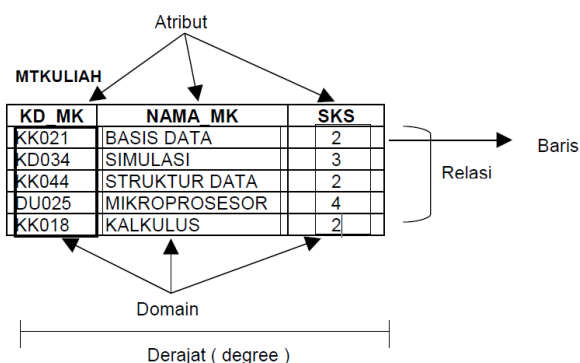 Atribut
MTKULIAH
KD_MK NAMA_MK SKS
KK021 BASIS DATA 2
KD034 SIMULASI 3
KK044 STRUKTUR DATA 2
DU025 MIKROPROSESOR 4
KK018 KALKULUS 2
Baris
Relasi
Domain
Derajat ( degree )